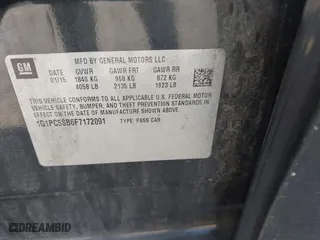 GM
MFD BY GENERAL MOTORS LLC
DATE GVWR GAWR FRT GAWR RR
01/15 1840 KG 968 KG 872 KG
4058 LB 2135 LB 1923 LB
THIS VEHICLE CONFORMS TO ALL APPLICABLE U.S. FEDERAL MOTOR
VEHICLE SAFETY, BUMPER, AND THEFT PREVENTION STANDARDS
IN EFFECT ON THE DATE OF MANUFACTURE SHOWN ABOVE.
1G1PC5SB6F7172091 TYPE: PASS CAR
DREAMBID